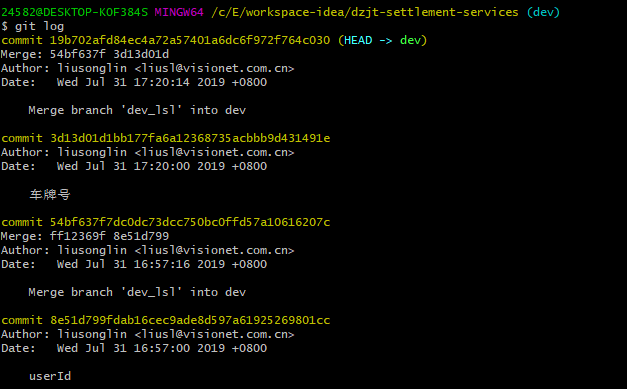 24582@DESKTOP-KOF384S MINGW64 /c/E/workspace-idea/dzjt-settlement-services (dev)
$ git log
commit 19b702afd84ec4a72a57401a6dc6f972f764c030 (HEAD -> dev)
Merge: 54bf637f 3d13d01d
Author: liusonglin <liusl@visionet.com.cn>
Date:   Wed Jul 31 17:20:14 2019 +0800
    Merge branch 'dev_lsl' into dev
commit 3d13d01d1bb177fa6a12368735acbbb9d431491e
Author: liusonglin <liusl@visionet.com.cn>
Date:   Wed Jul 31 17:20:00 2019 +0800
    车牌号
commit 54bf637f7dc0dc73dcc750bc0ffd57a10616207c
Merge: ff12369f 8e51d799
Author: liusonglin <liusl@visionet.com.cn>
Date:   Wed Jul 31 16:57:16 2019 +0800
    Merge branch 'dev_lsl' into dev
commit 8e51d799fdab16cec9ade8d597a61925269801cc
Author: liusonglin <liusl@visionet.com.cn>
Date:   Wed Jul 31 16:57:00 2019 +0800
    userId